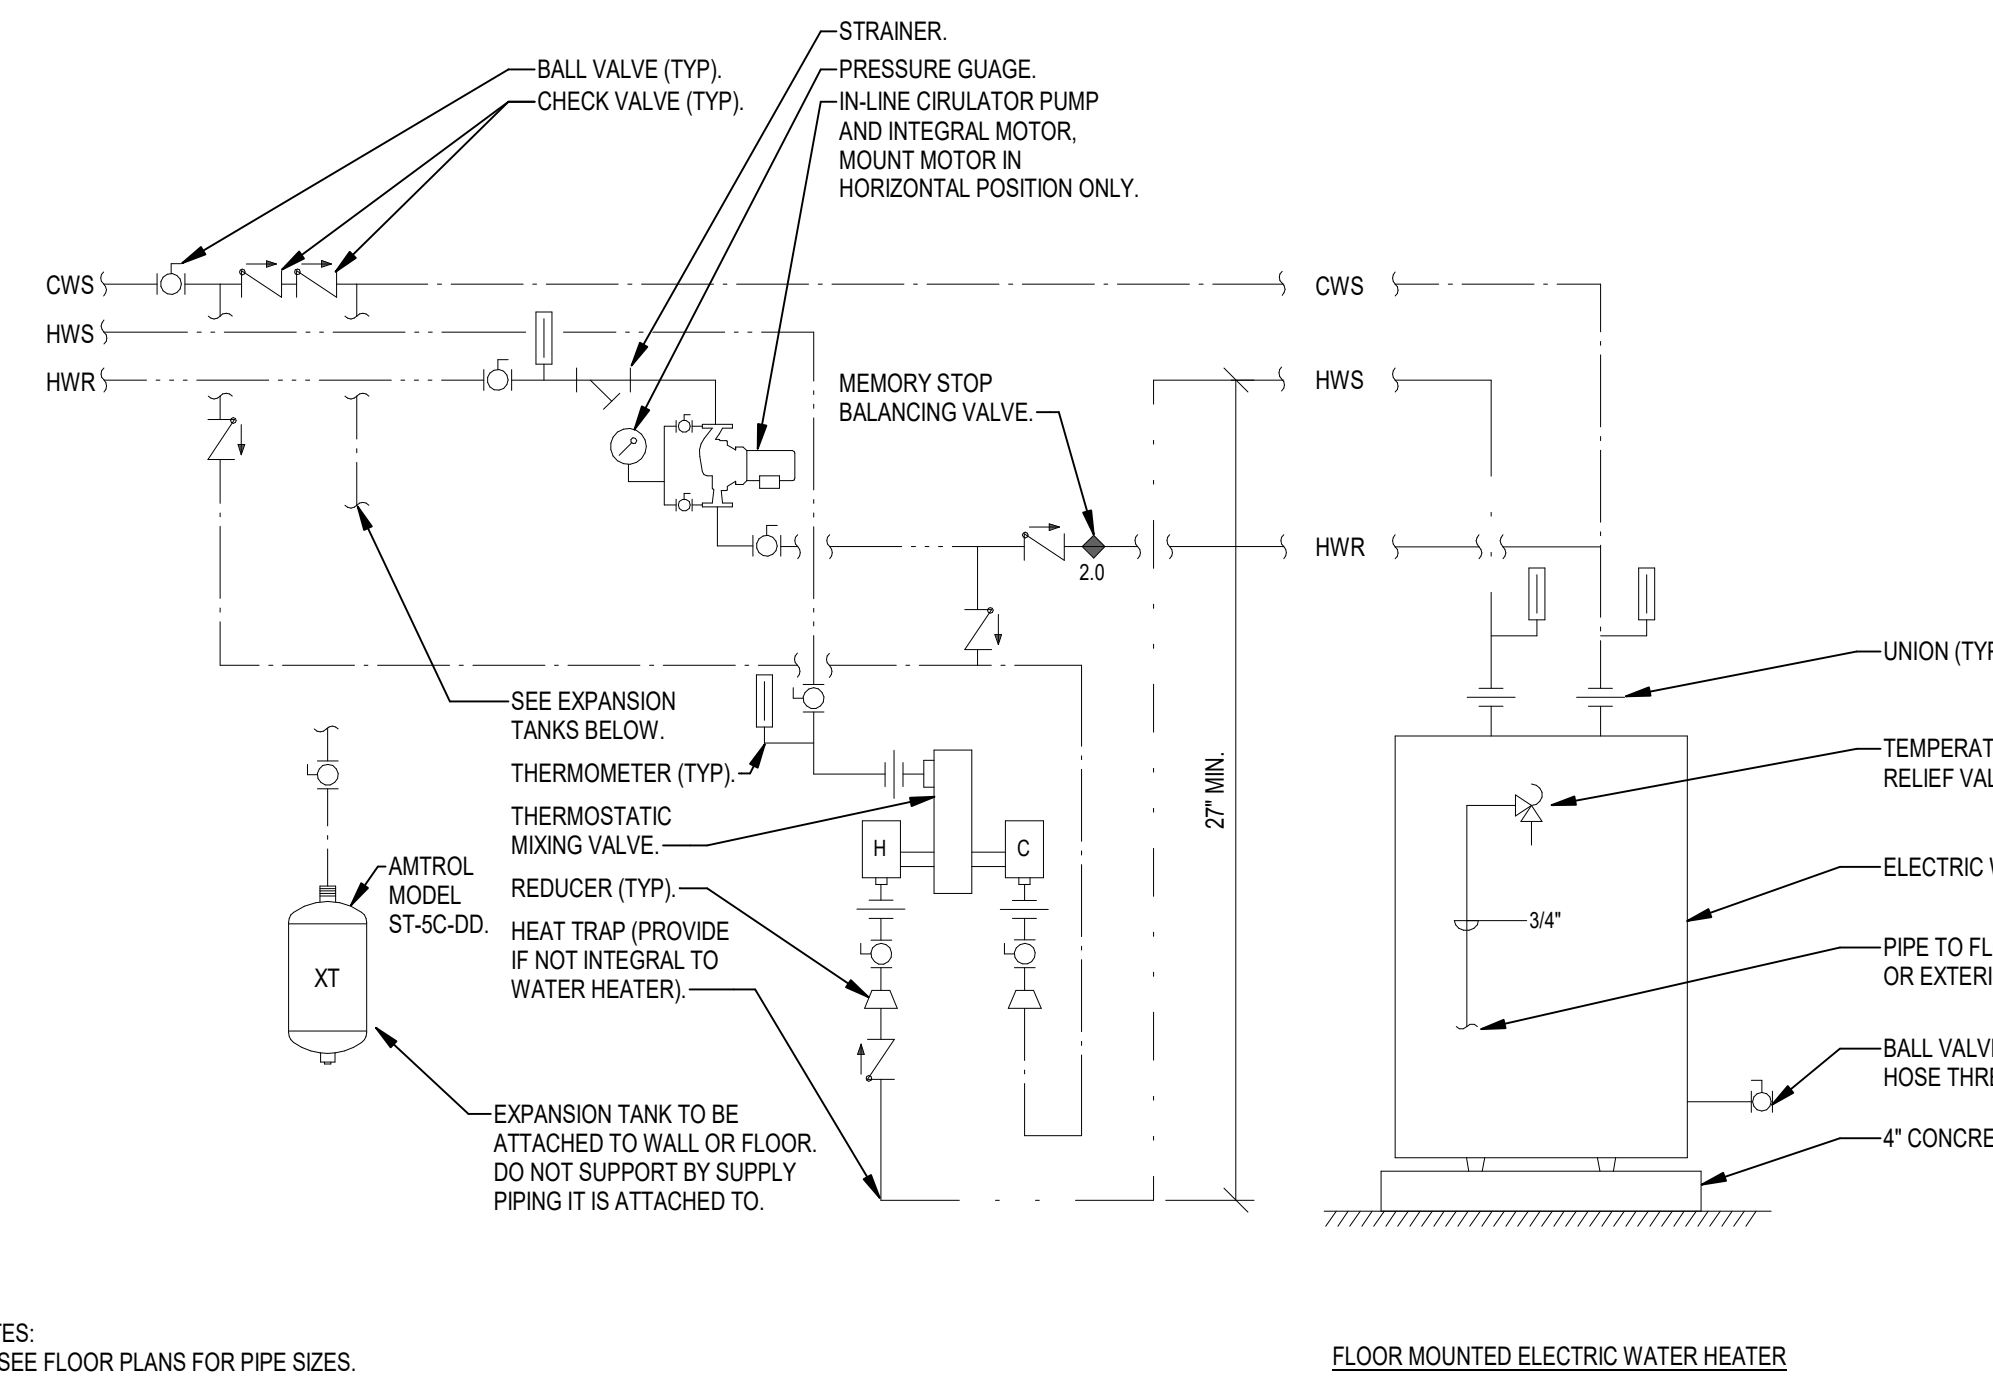 STRAINER.
BALL VALVE (TYP).
CHECK VALVE (TYP).
PRESSURE GUAGE.
IN-LINE CIRULATOR PUMP
AND INTEGRAL MOTOR,
MOUNT MOTOR IN
HORIZONTAL POSITION ONLY.
CWS
HWS
HWR
CWS
HWS
HWR
MEMORY STOP
BALANCING VALVE.
2.0
27" MIN.
SEE EXPANSION
TANKS BELOW.
THERMOMETER (TYP).
THERMOSTATIC
MIXING VALVE.
REDUCER (TYP).
HEAT TRAP (PROVIDE
IF NOT INTEGRAL TO
WATER HEATER).
H
C
AMTROL
MODEL
ST-5C-DD.
XT
EXPANSION TANK TO BE
ATTACHED TO WALL OR FLOOR.
DO NOT SUPPORT BY SUPPLY
PIPING IT IS ATTACHED TO.
UNION (TYP
TEMPERAT
RELIEF VAL
ELECTRIC
3/4"
PIPE TO FL
OR EXTERI
BALL VALV
HOSE THRE
4" CONCRE
TES:
SEE FLOOR PLANS FOR PIPE SIZES.
FLOOR MOUNTED ELECTRIC WATER HEATER